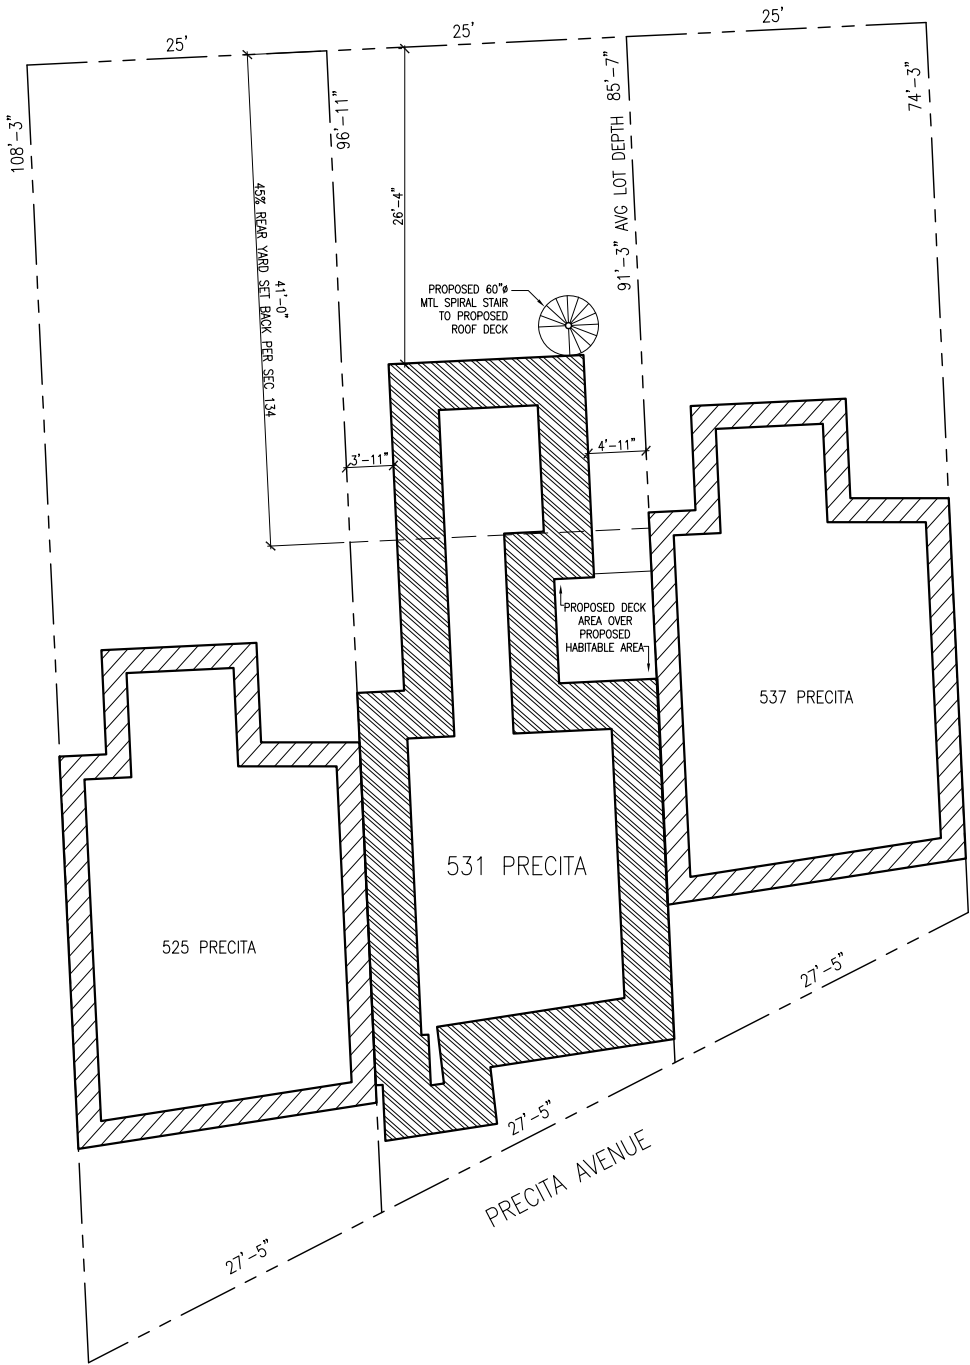 25'
25'
25'
108'-3"
96'-11"
91'-3" AVG LOT DEPTH 85'-7"
74'-3"
45% REAR YARD SET BACK PER SEC 134
41'-0"
26'-4"
PROPOSED 60"ø
MTL SPIRAL STAIR
TO PROPOSED
ROOF DECK
3'-11"
4'-11"
PROPOSED DECK
AREA OVER
PROPOSED
HABITABLE AREA
537 PRECITA
531 PRECITA
525 PRECITA
27'-5"
27'-5"
27'-5"
PRECITA AVENUE